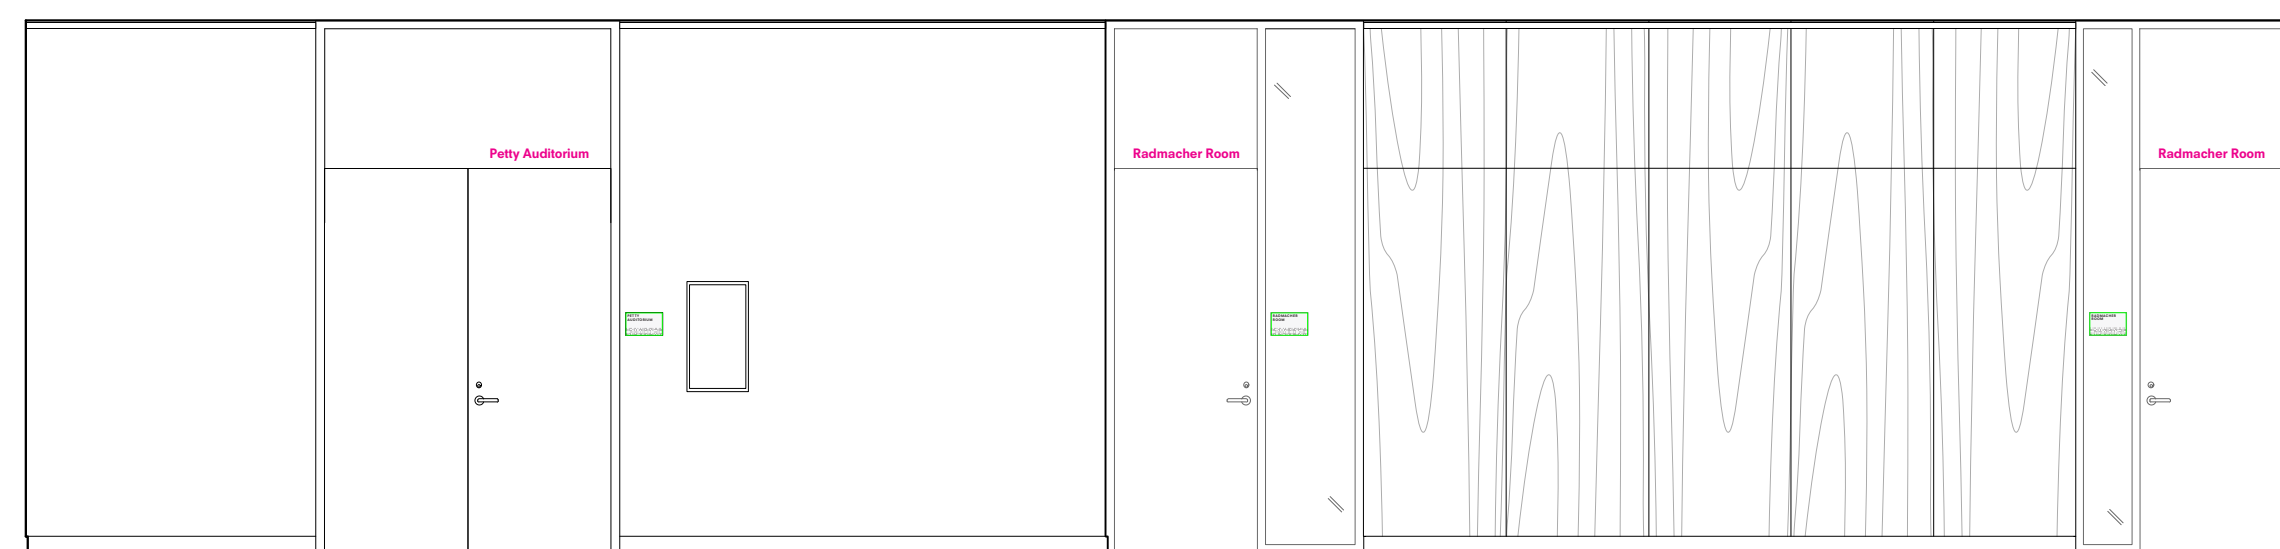 Petty Auditorium
Radmacher Room
Radmacher Room
PETTY
AUDITORIUM
RADMACHER
ROOM
RADMACHER
ROOM